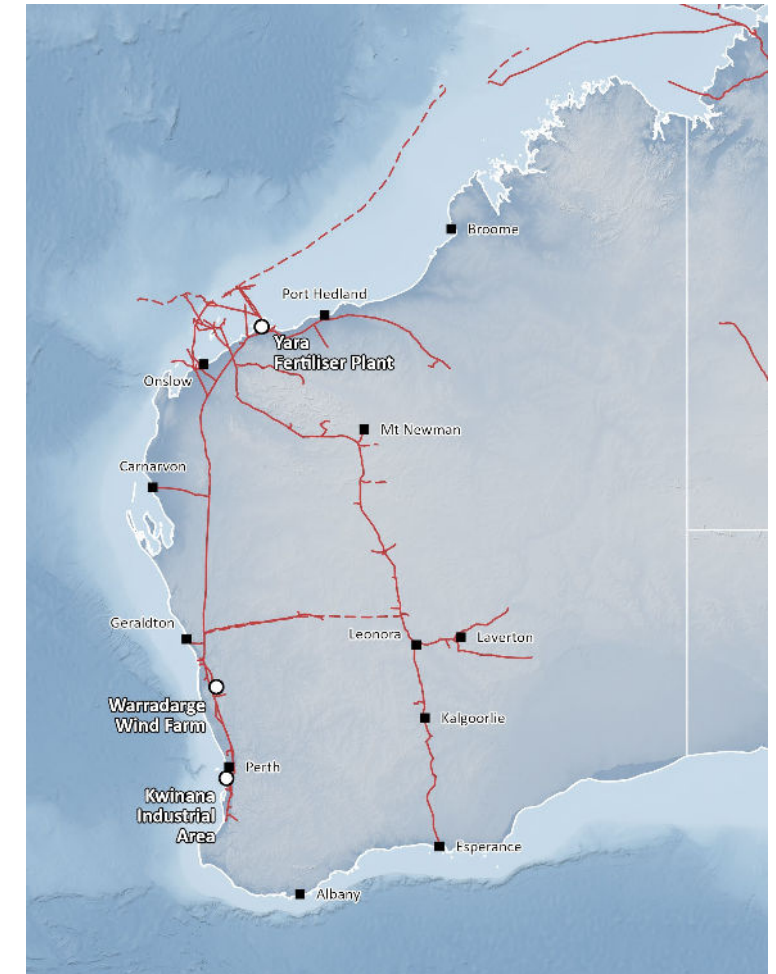 Broome
Port Hedland
Yara
Fertiliser Plant
Onslow
Mt Newman
Carnarvon
Geraldton
Leonora
Laverton
Warradarge
Wind Farm
Kalgoorlie
Perth
Kwinana
Industrial
Area
Esperance
Albany